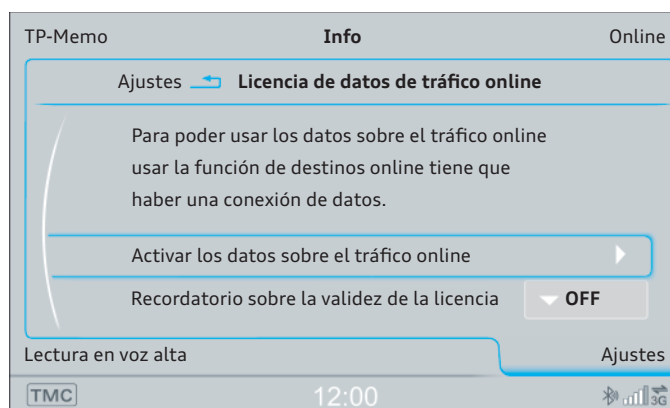 TP-Memo Info Online
Ajustes Licencia de datos de tráfico online
Para poder usar los datos sobre el tráfico online
usar la función de destinos online tiene que
haber una conexión de datos.
Activar los datos sobre el tráfico online
Recordatorio sobre la validez de la licencia OFF
Lectura en voz alta Ajustes
TMC 12:00 3G